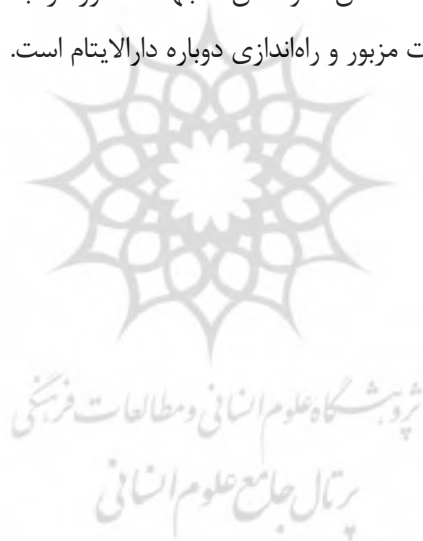 ت مزبور و راه‌اندازی دوباره دارالایتام است.
پژوهشگاه علوم انسانی و مطالعات فرهنگی
پرتال جامع علوم انسانی